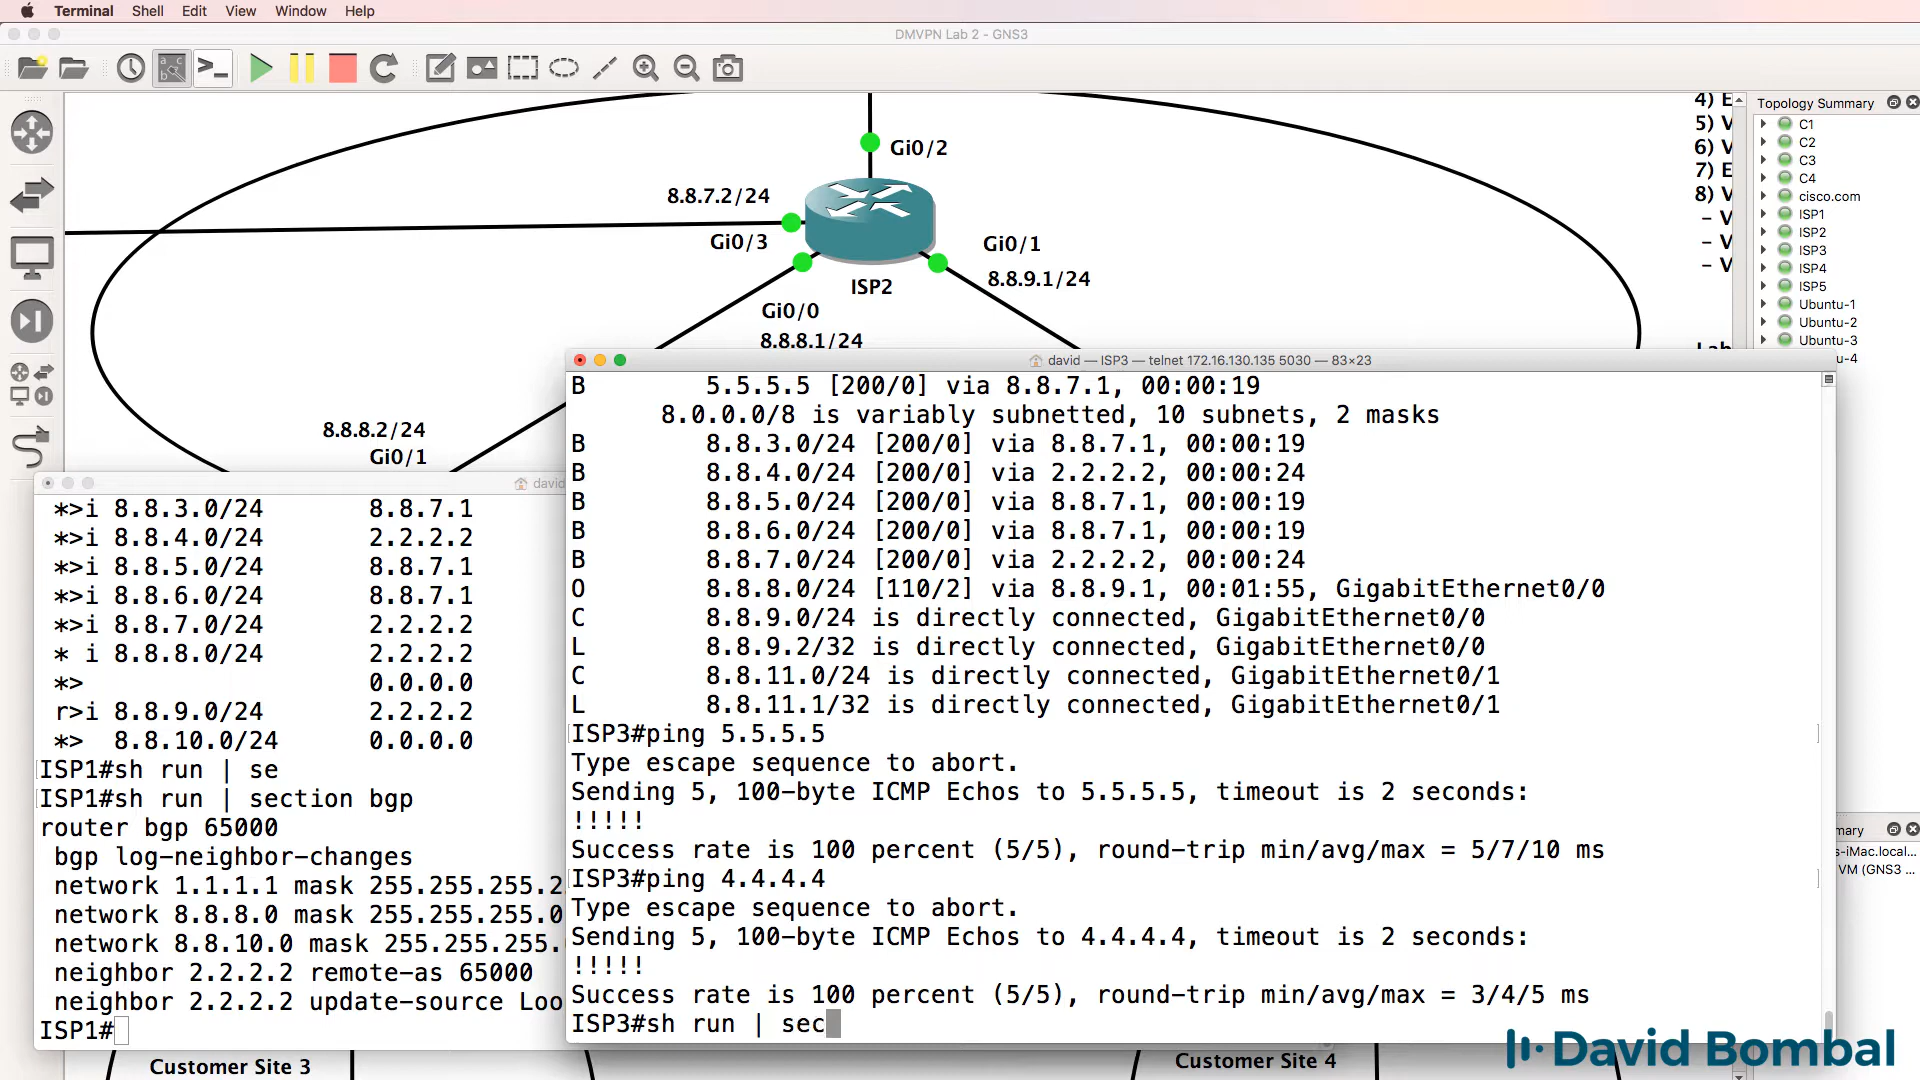 Terminal Shell Edit View Window Help
DMVPN Lab 2 - GNS3
Gi0/2
8.8.7.2/24
Gi0/3
Gi0/1
8.8.9.1/24
ISP2
Gi0/0
8.8.8.1/24
8.8.8.2/24
Gi0/1
4) E
5) V
6) V
7) E
8) V
- V
- V
- V
Topology Summary
C1
C2
C3
C4
cisco.com
ISP1
ISP2
ISP3
ISP4
ISP5
Ubuntu-1
Ubuntu-2
Ubuntu-3
u-4
mary
s-iMac.local...
VM (GNS3 ...
david
*>i 8.8.3.0/24 8.8.7.1
*>i 8.8.4.0/24 2.2.2.2
*>i 8.8.5.0/24 8.8.7.1
*>i 8.8.6.0/24 8.8.7.1
*>i 8.8.7.0/24 2.2.2.2
* i 8.8.8.0/24 2.2.2.2
*> 0.0.0.0
r>i 8.8.9.0/24 2.2.2.2
*> 8.8.10.0/24 0.0.0.0
ISP1#sh run | se
ISP1#sh run | section bgp
router bgp 65000
bgp log-neighbor-changes
network 1.1.1.1 mask 255.255.255.2
network 8.8.8.0 mask 255.255.255.0
network 8.8.10.0 mask 255.255.255.
neighbor 2.2.2.2 remote-as 65000
neighbor 2.2.2.2 update-source Loo
ISP1#
david — ISP3 — telnet 172.16.130.135 5030 — 83×23
B 5.5.5.5 [200/0] via 8.8.7.1, 00:00:19
8.0.0.0/8 is variably subnetted, 10 subnets, 2 masks
B 8.8.3.0/24 [200/0] via 8.8.7.1, 00:00:19
B 8.8.4.0/24 [200/0] via 2.2.2.2, 00:00:24
B 8.8.5.0/24 [200/0] via 8.8.7.1, 00:00:19
B 8.8.6.0/24 [200/0] via 8.8.7.1, 00:00:19
B 8.8.7.0/24 [200/0] via 2.2.2.2, 00:00:24
O 8.8.8.0/24 [110/2] via 8.8.9.1, 00:01:55, GigabitEthernet0/0
C 8.8.9.0/24 is directly connected, GigabitEthernet0/0
L 8.8.9.2/32 is directly connected, GigabitEthernet0/0
C 8.8.11.0/24 is directly connected, GigabitEthernet0/1
L 8.8.11.1/32 is directly connected, GigabitEthernet0/1
ISP3#ping 5.5.5.5
Type escape sequence to abort.
Sending 5, 100-byte ICMP Echos to 5.5.5.5, timeout is 2 seconds:
!!!!!
Success rate is 100 percent (5/5), round-trip min/avg/max = 5/7/10 ms
ISP3#ping 4.4.4.4
Type escape sequence to abort.
Sending 5, 100-byte ICMP Echos to 4.4.4.4, timeout is 2 seconds:
!!!!!
Success rate is 100 percent (5/5), round-trip min/avg/max = 3/4/5 ms
ISP3#sh run | sec
Customer Site 3
Customer Site 4
David Bombal